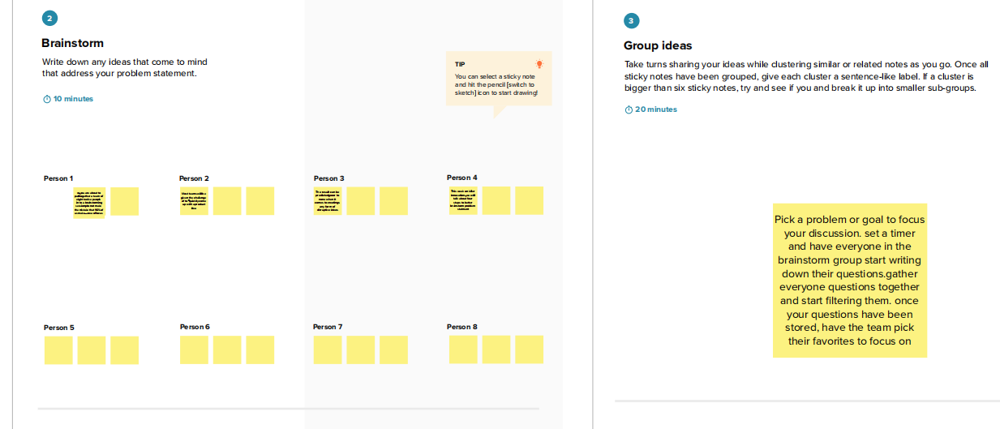 2
Brainstorm
Write down any ideas that come to mind
that address your problem statement.
10 minutes
TIP
You can select a sticky note
and hit the pencil [switch to
sketch] icon to start drawing!
Person 1
Person 2
Person 3
Person 4
Person 5
Person 6
Person 7
Person 8
3
Group ideas
Take turns sharing your ideas while clustering similar or related notes as you go. Once all
sticky notes have been grouped, give each cluster a sentence-like label. If a cluster is
bigger than six sticky notes, try and see if you and break it up into smaller sub-groups.
20 minutes
Pick a problem or goal to focus
your discussion. set a timer
and have everyone in the
brainstorm group start writing
down their questions.gather
everyone questions together
and start filtering them. once
your questions have been
stored, have the team pick
their favorites to focus on